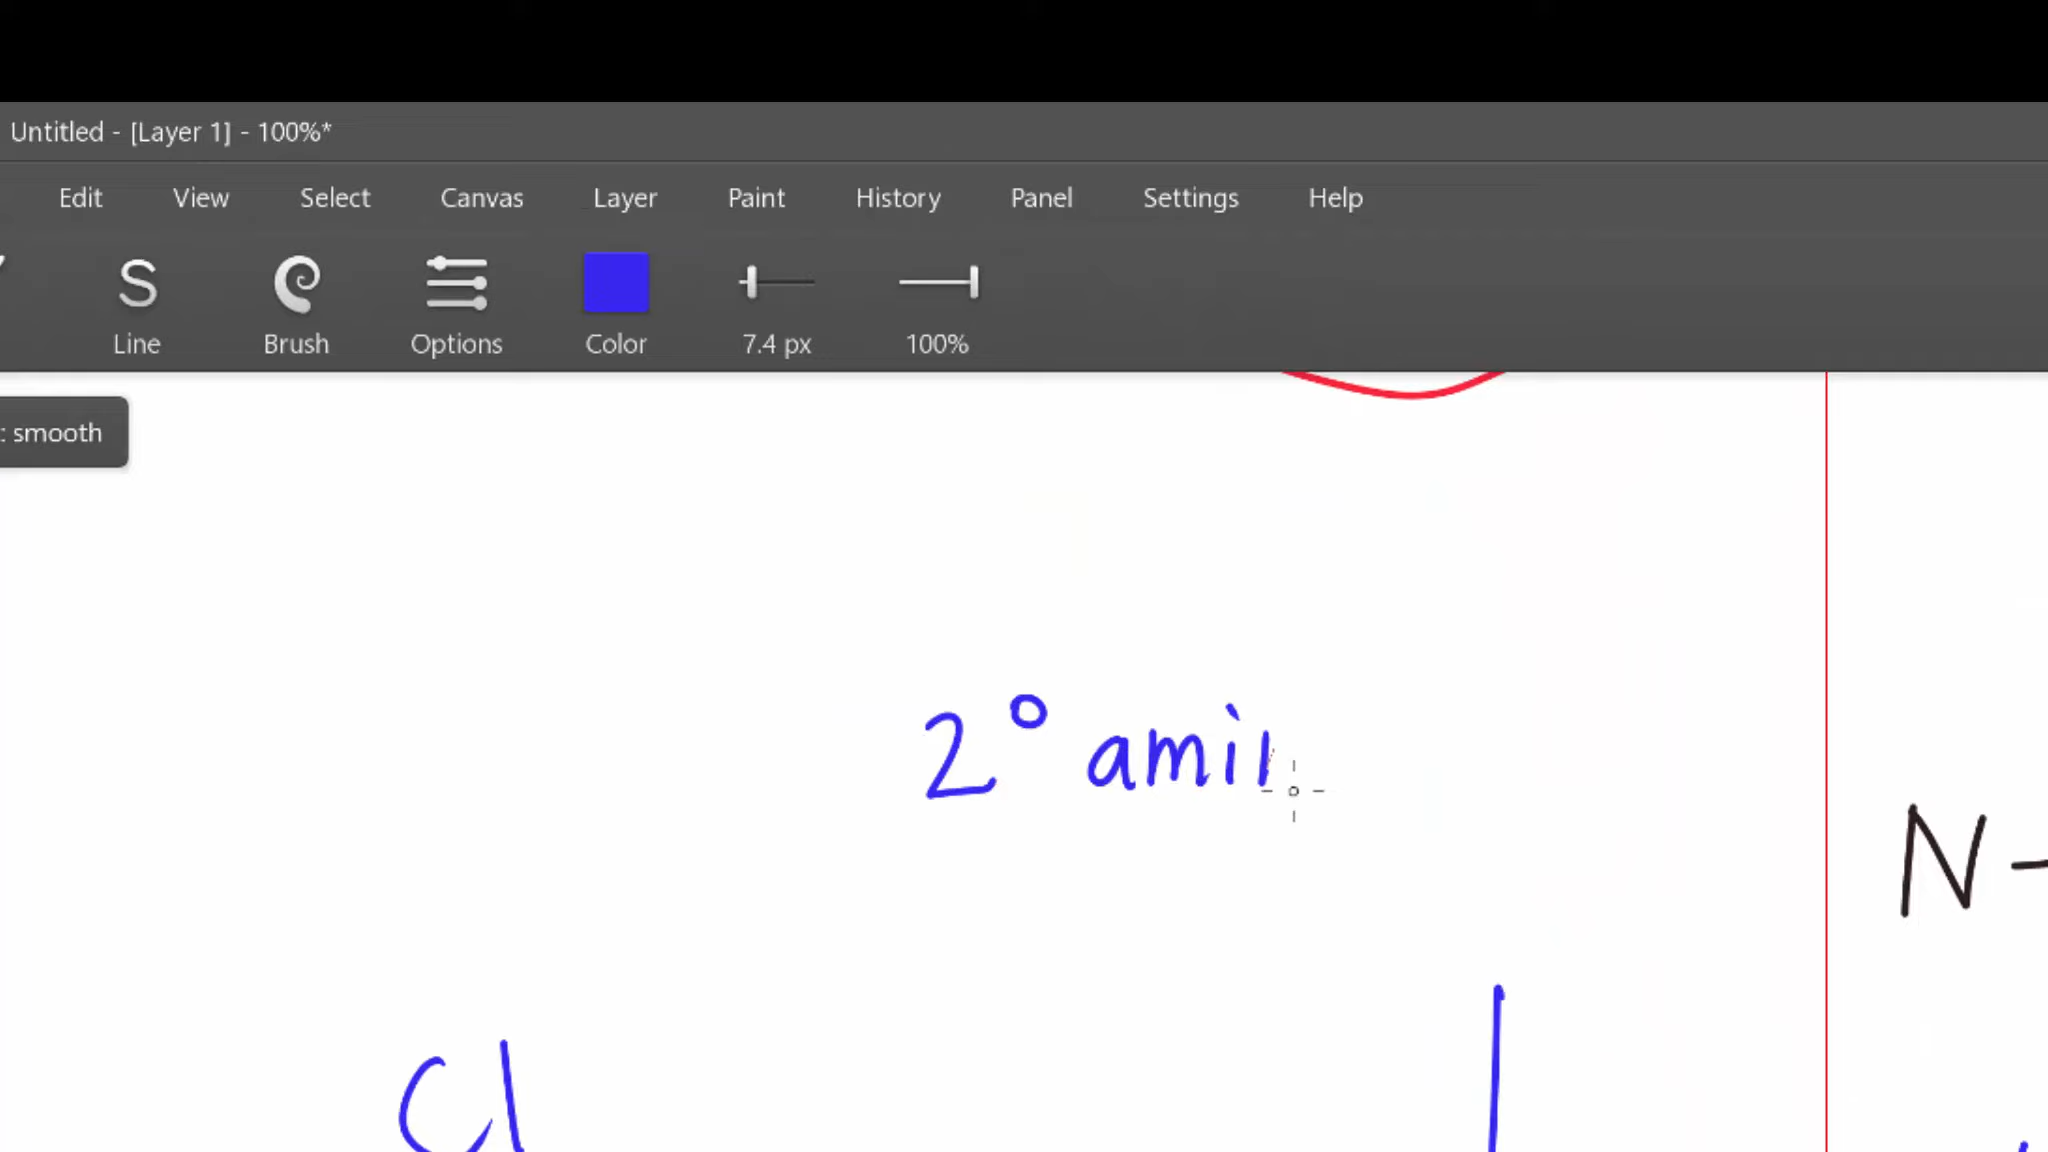 Untitled - [Layer 1] - 100%*
Edit View Select Canvas Layer Paint History Panel Settings Help
Line Brush Options Color 7.4 px 100%
: smooth
2° amin
N-
Cl